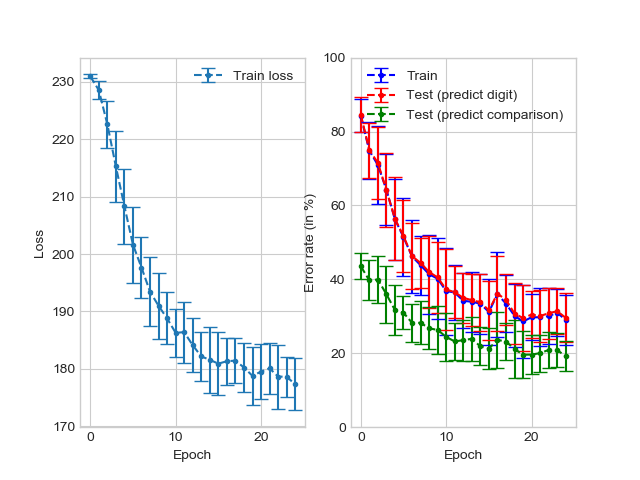 Train loss
230
220
210
200
190
180
170
0
10
20
Loss
Epoch
Train
Test (predict digit)
Test (predict comparison)
100
80
60
40
20
0
0
10
20
Error rate (in %)
Epoch